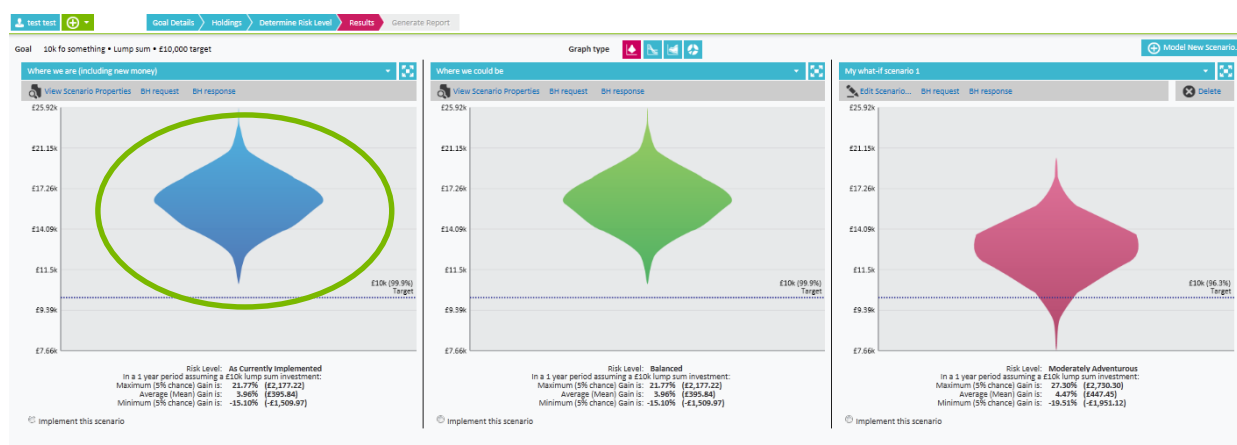 test test
Goal Details
Holdings
Determine Risk Level
Results
Generate Report
Goal 10k fo something • Lump sum • £10,000 target
Graph type
Model New Scenario...
Where we are (including new money)
View Scenario Properties BH request BH response
£25.92k
£21.15k
£17.26k
£14.09k
£11.5k
£9.39k
£7.66k
£10k (99.9%)
Target
Risk Level: As Currently Implemented
In a 1 year period assuming a £10k lump sum investment:
Maximum (5% chance) Gain is: 21.77% (£2,177.22)
Average (Mean) Gain is: 3.96% (£395.84)
Minimum (5% chance) Gain is: -15.10% (-£1,509.97)
Implement this scenario
Where we could be
View Scenario Properties BH request BH response
£25.92k
£21.15k
£17.26k
£14.09k
£11.5k
£9.39k
£7.66k
£10k (99.9%)
Target
Risk Level: Balanced
In a 1 year period assuming a £10k lump sum investment:
Maximum (5% chance) Gain is: 21.77% (£2,177.22)
Average (Mean) Gain is: 3.96% (£395.84)
Minimum (5% chance) Gain is: -15.10% (-£1,509.97)
Implement this scenario
My what-if scenario 1
Edit Scenario... BH request BH response
Delete
£25.92k
£21.15k
£17.26k
£14.09k
£11.5k
£9.39k
£7.66k
£10k (96.3%)
Target
Risk Level: Moderately Adventurous
In a 1 year period assuming a £10k lump sum investment:
Maximum (5% chance) Gain is: 27.30% (£2,730.30)
Average (Mean) Gain is: 4.47% (£447.45)
Minimum (5% chance) Gain is: -19.51% (-£1,951.12)
Implement this scenario